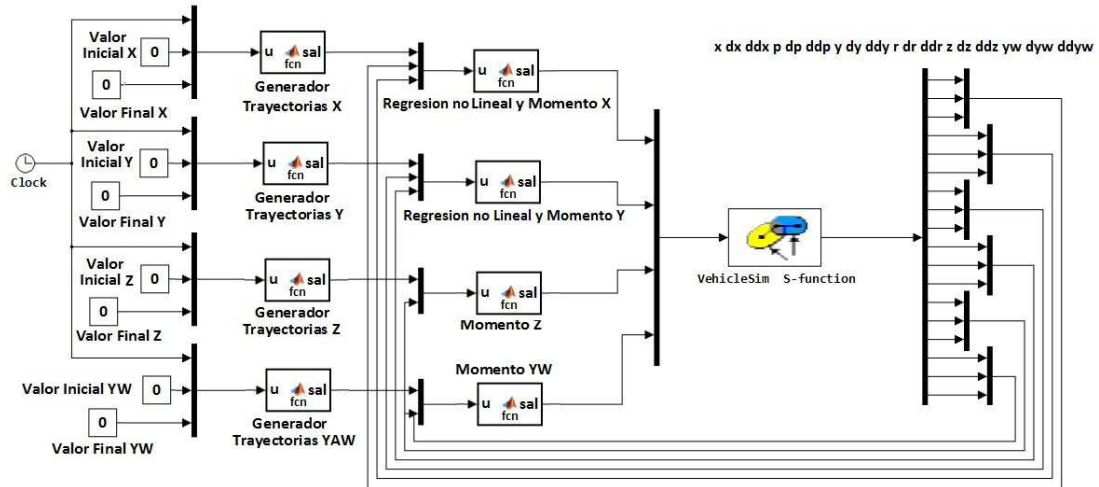 x dx ddx p dp ddp y dy ddy r dr ddr z dz ddz yw dyw ddyw
Valor
Inicial X
0
0
Valor Final X
u sal
fcn
Generador
Trayectorias X
u sal
fcn
Regresion no Lineal y Momento X
Clock
Valor
Inicial Y
0
0
Valor Final Y
u sal
fcn
Generador
Trayectorias Y
u sal
fcn
Regresion no Lineal y Momento Y
VehicleSim S-function
Valor
Inicial Z
0
0
Valor Final Z
u sal
fcn
Generador
Trayectorias Z
u sal
fcn
Momento Z
Valor Inicial YW
0
0
Valor Final YW
u sal
fcn
Generador
Trayectorias YAW
Momento YW
u sal
fcn